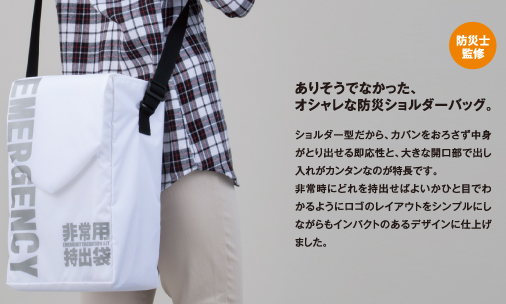 防災士
監修
ありそうでなかった、
オシャレな防災ショルダーバッグ。
ショルダー型だから、カバンをおろさず中身
がとり出せる即応性と、大きな開口部で出し
入れがカンタンなのが特長です。
非常時にどれを持出せばよいかひと目でわ
かるようにロゴのレイアウトをシンプルにし
ながらもインパクトのあるデザインに仕上げ
ました。
EMERGENCY
非常用
EMERGENCY EVACUATION KIT
持出袋